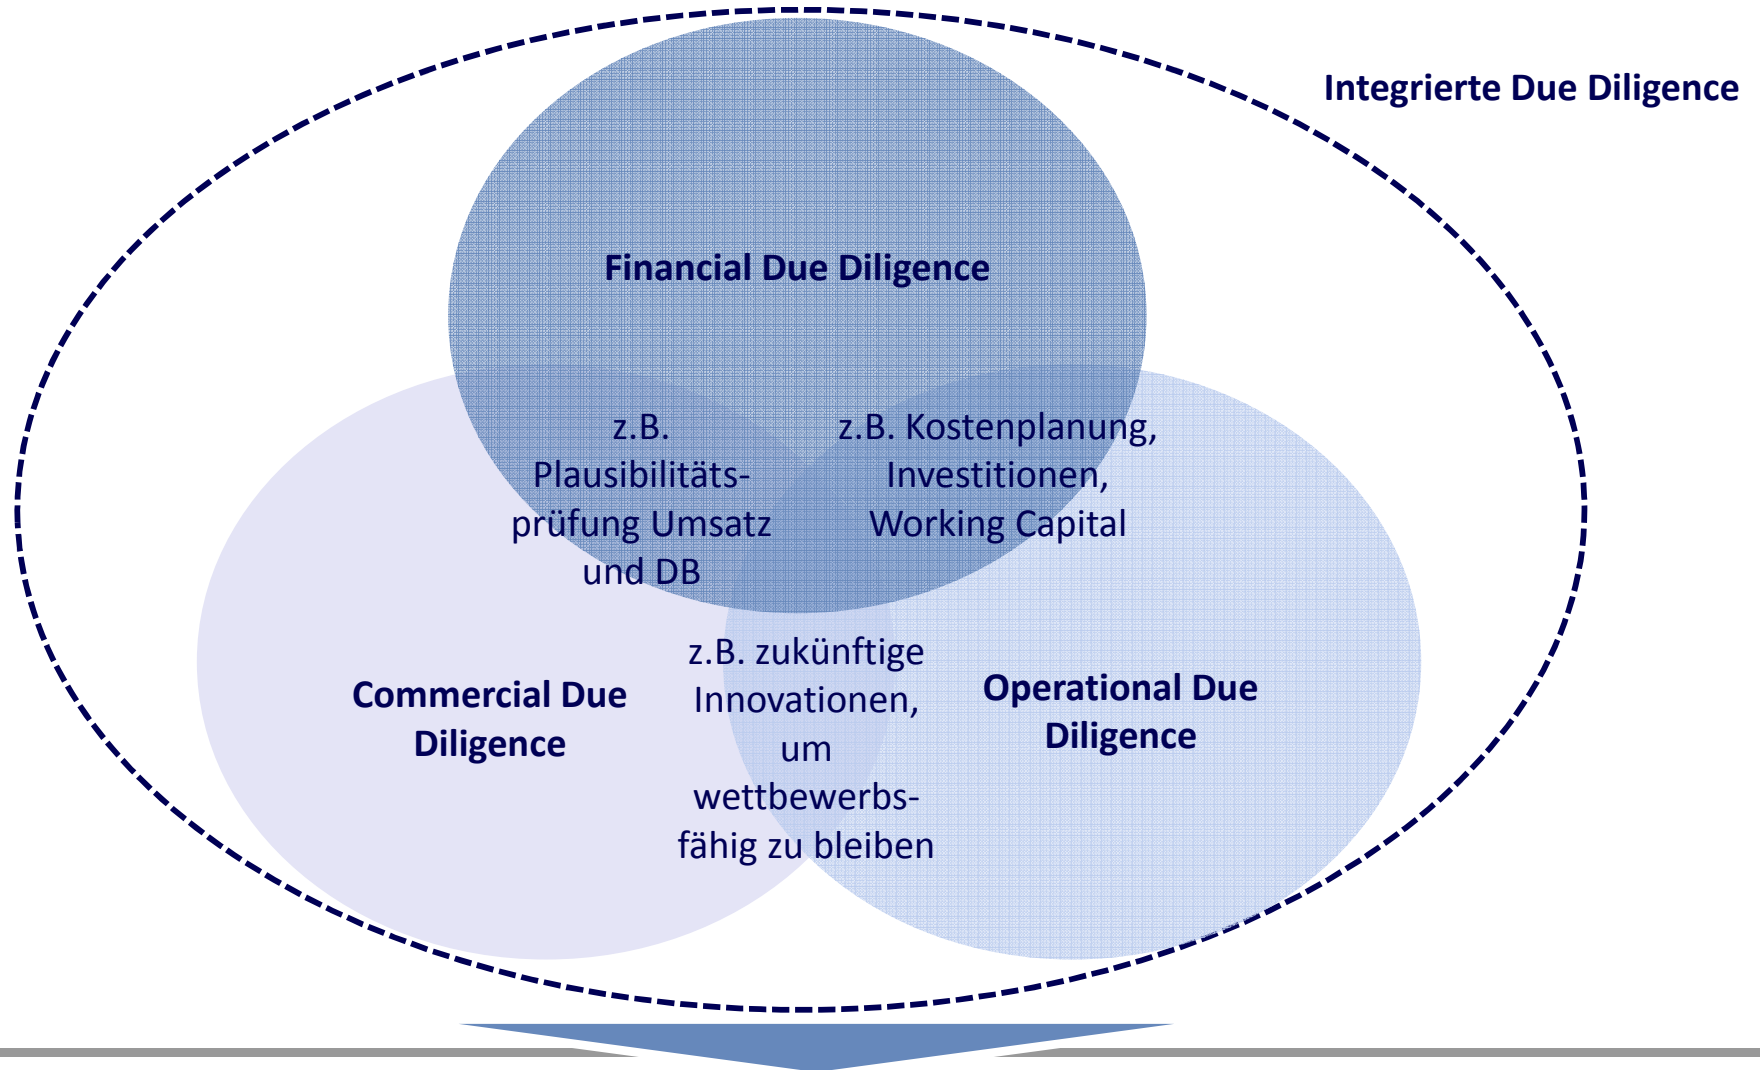 Integrierte Due Diligence
Financial Due Diligence
z.B.
Plausibilitäts-
prüfung Umsatz
und DB
z.B. Kostenplanung,
Investitionen,
Working Capital
Commercial Due
Diligence
z.B. zukünftige
Innovationen,
um
wettbewerbs-
fähig zu bleiben
Operational Due
Diligence